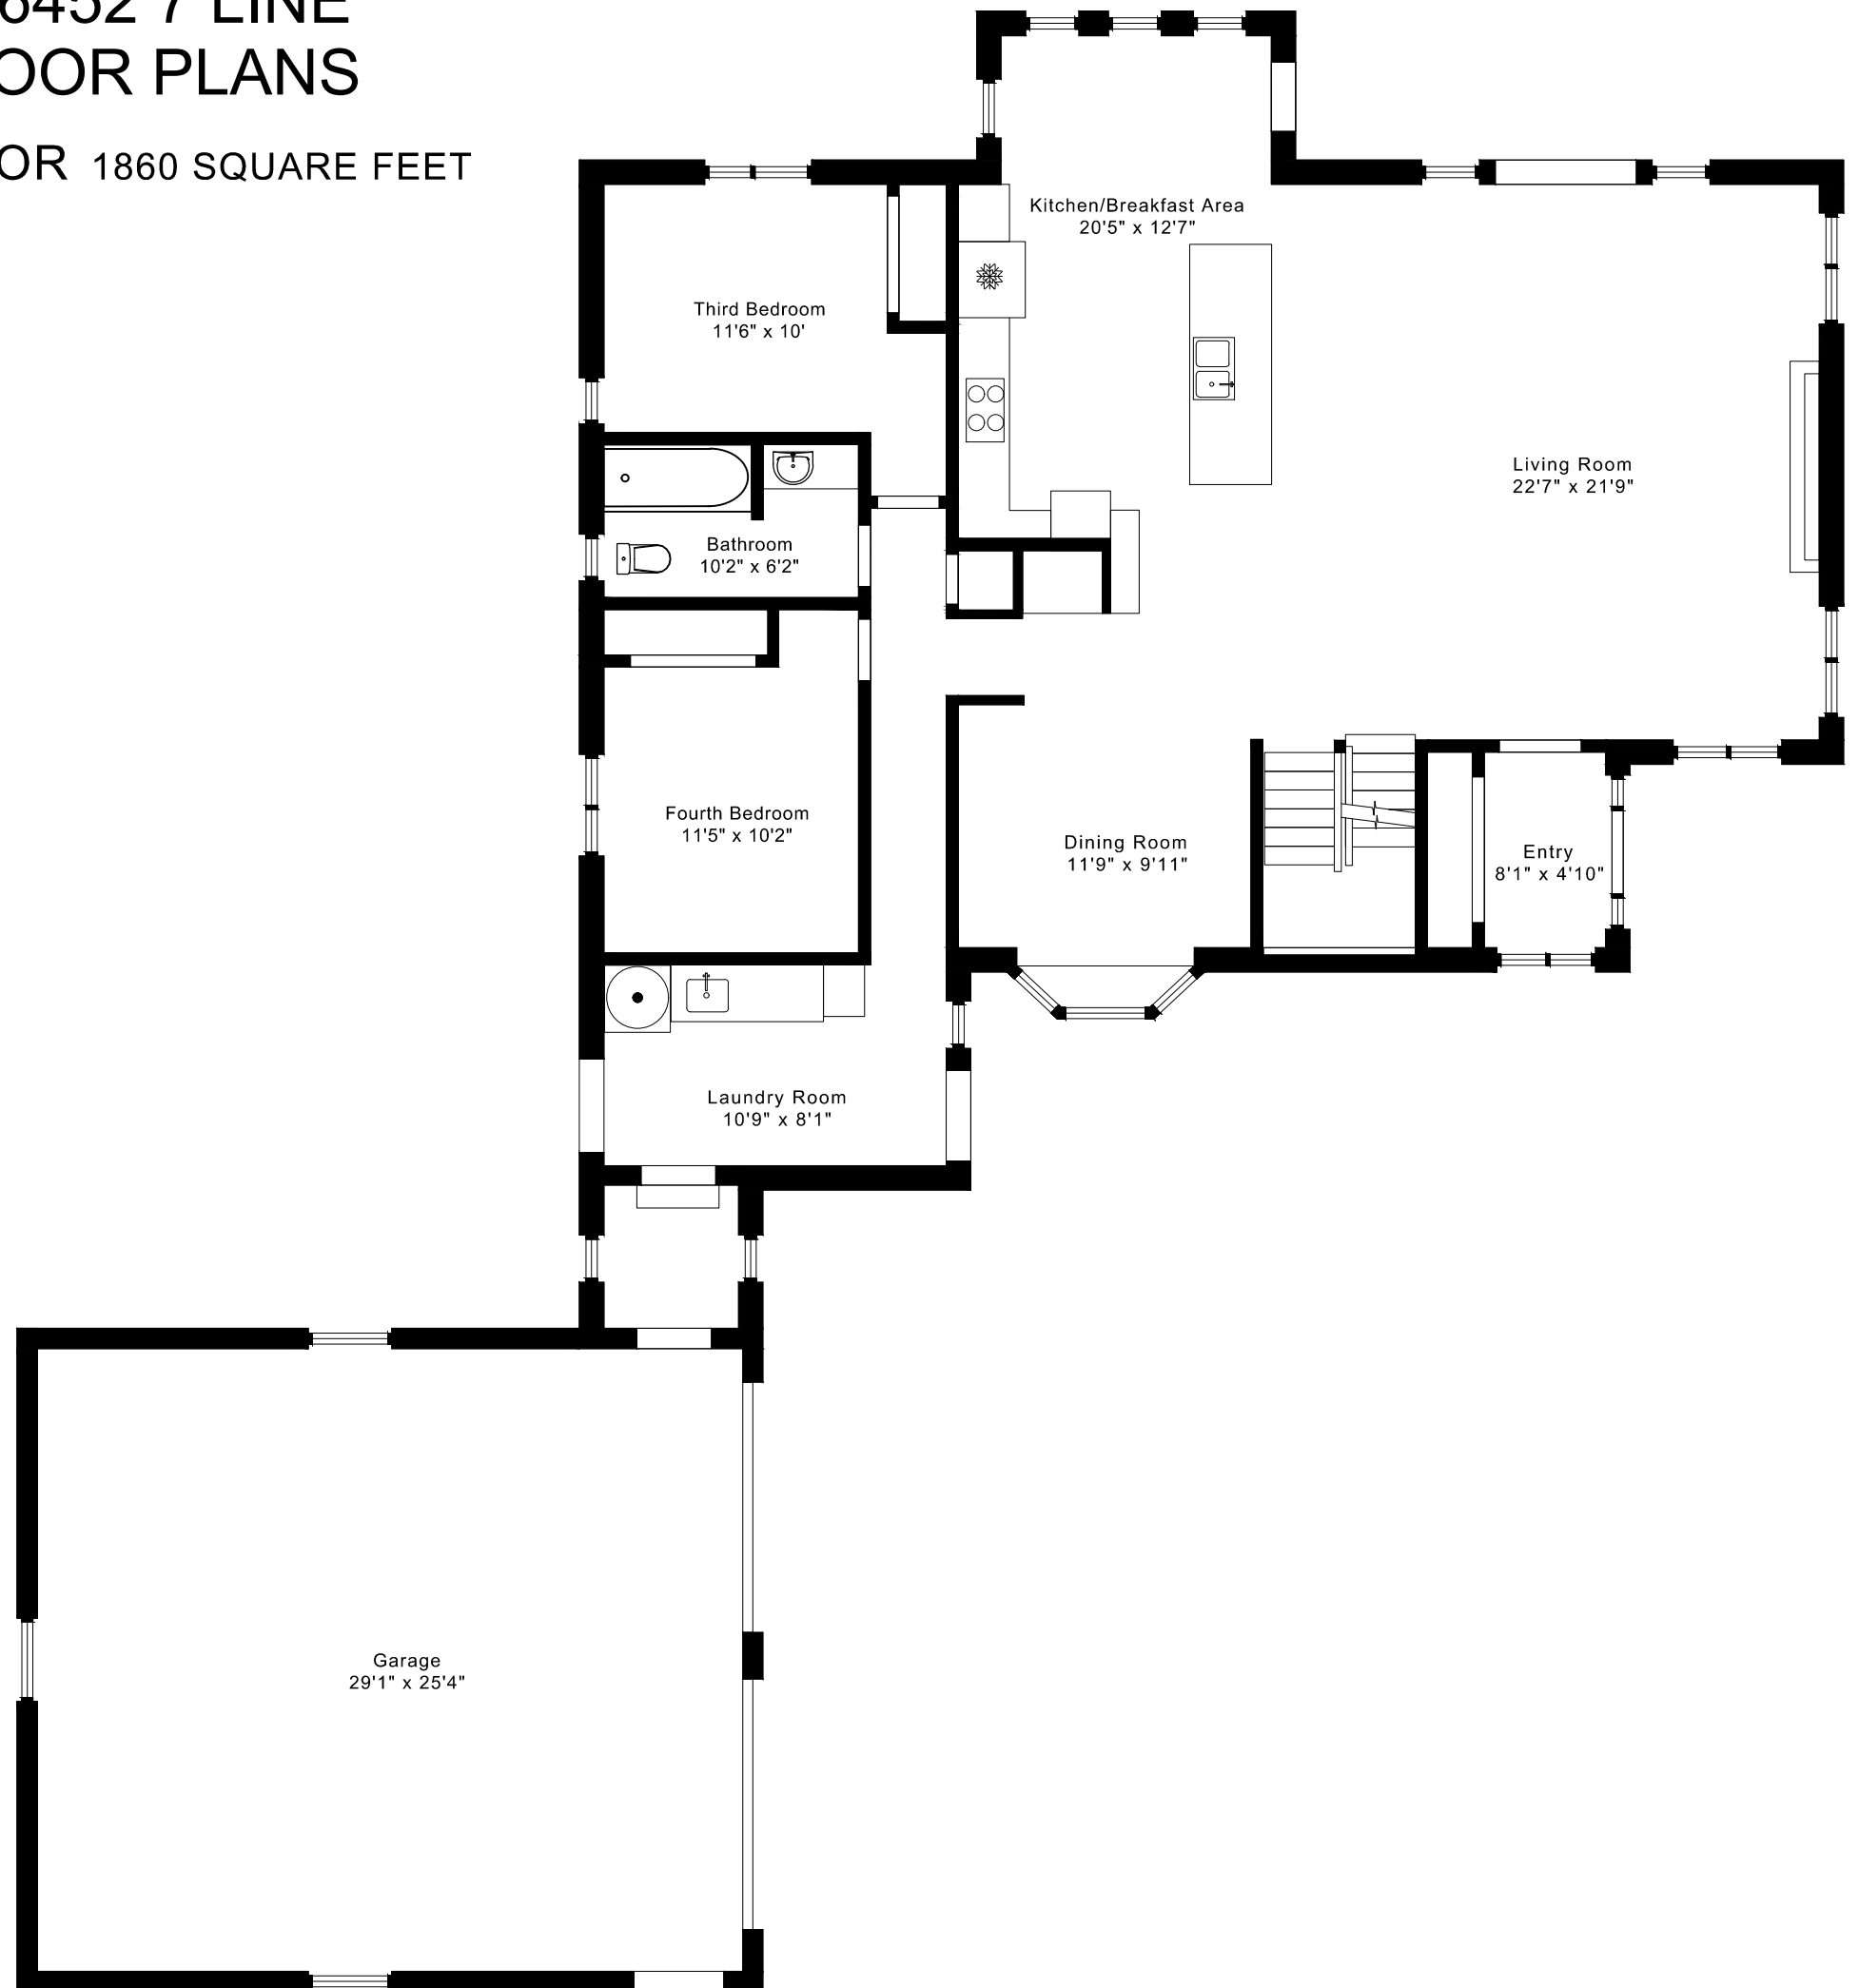 6452 7 LINE
OOR PLANS
OR 1860 SQUARE FEET
Kitchen/Breakfast Area
20'5" x 12'7"
Third Bedroom
11'6" x 10'
Living Room
22'7" x 21'9"
Bathroom
10'2" x 6'2"
Fourth Bedroom
11'5" x 10'2"
Dining Room
11'9" x 9'11"
Entry
8'1" x 4'10"
Laundry Room
10'9" x 8'1"
Garage
29'1" x 25'4"